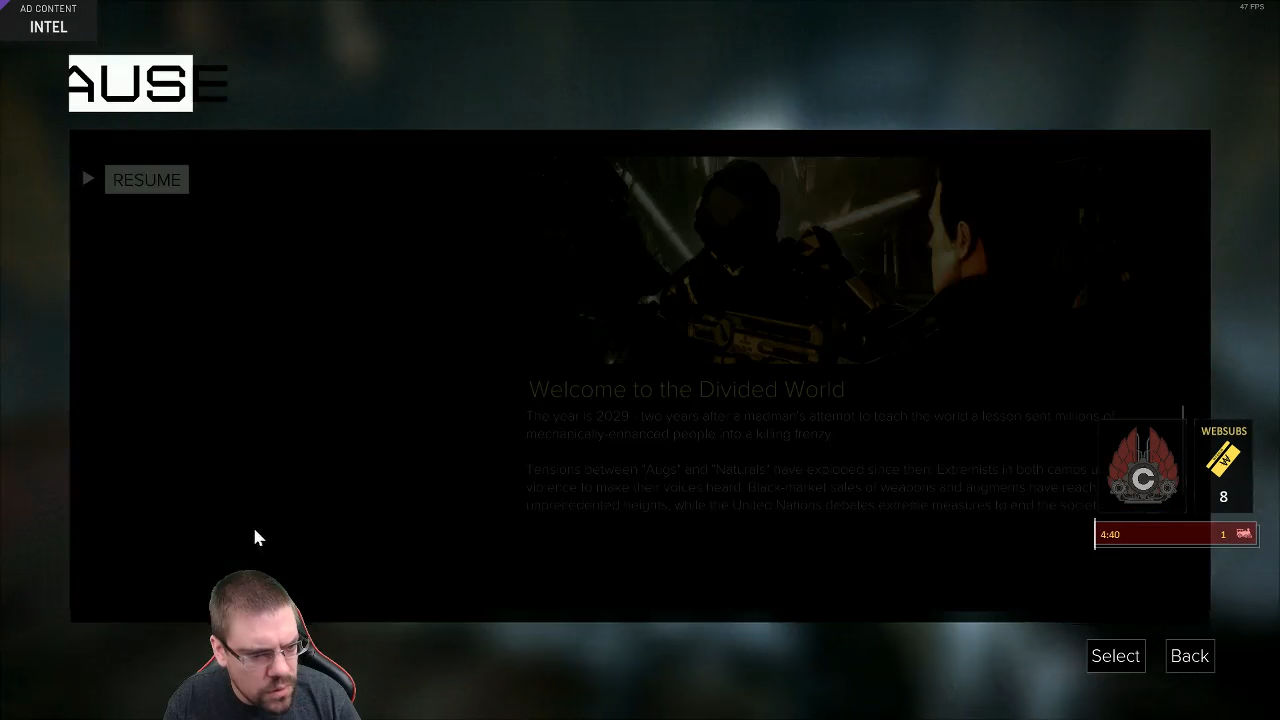 AD CONTENT
INTEL
47 FPS
AUSE
RESUME
Welcome to the Divided World
The year is 2029 two years after a madman's attempt to teach the world a lesson sent millions of
mechanically-enhanced people into a killing frenzy.
Tensions between "Augs" and "Naturals" have exploded since then. Extremists in both camps
violence to make their voices heard. Black-market sales of weapons and augments have reach
unprecedented heights, while the United Nations debates extreme measures to end the
C
WEBSUBS
W
8
4:40
1
Select
Back